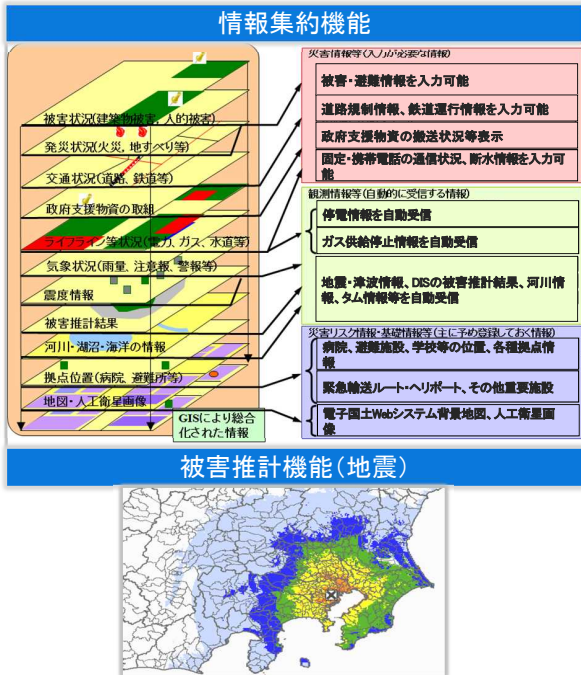 情報集約機能
被害状況(建築物被害、人的被害)
発災状況(火災、地すべり等)
交通状況(道路、鉄道等)
政府支援物資の取組
ライフライン等状況(電力、ガス、水道等)
気象状況(雨量、注意報、警報等)
震度情報
被害推計結果
河川・湖沼・海洋の情報
拠点位置(病院、避難所等)
地図・人工衛星画像
GISにより総合
化された情報
災害情報等(入力が必要な情報)
被害・避難情報を入力可能
道路規制情報、鉄道運行情報を入力可能
政府支援物資の搬送状況等表示
固定・携帯電話の通信状況、断水情報を入力可
能
観測情報等(自動的に受信する情報)
停電情報を自動受信
ガス供給停止情報を自動受信
地震・津波情報、DISの被害推計結果、河川情
報、タム情報等を自動受信
災害リスク情報・基礎情報等(主に予め登録しておく情報)
病院、避難施設、学校等の位置、各種拠点情
報
緊急輸送ルート・ヘリポート、その他重要施設
電子国土Webシステム背景地図、人工衛星画
像
被害推計機能(地震)